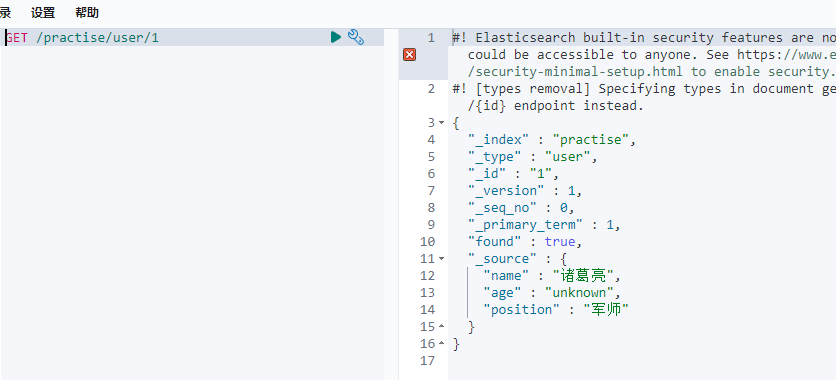 录 设置 帮助
GET /practise/user/1
1 #! Elasticsearch built-in security features are no
could be accessible to anyone. See https://www.e
/security-minimal-setup.html to enable security.
2 #! [types removal] Specifying types in document ge
/{id} endpoint instead.
3 {
4 "_index" : "practise",
5 "_type" : "user",
6 "_id" : "1",
7 "_version" : 1,
8 "_seq_no" : 0,
9 "_primary_term" : 1,
10 "found" : true,
11 "_source" : {
12 "name" : "诸葛亮",
13 "age" : "unknown",
14 "position" : "军师"
15 }
16 }
17